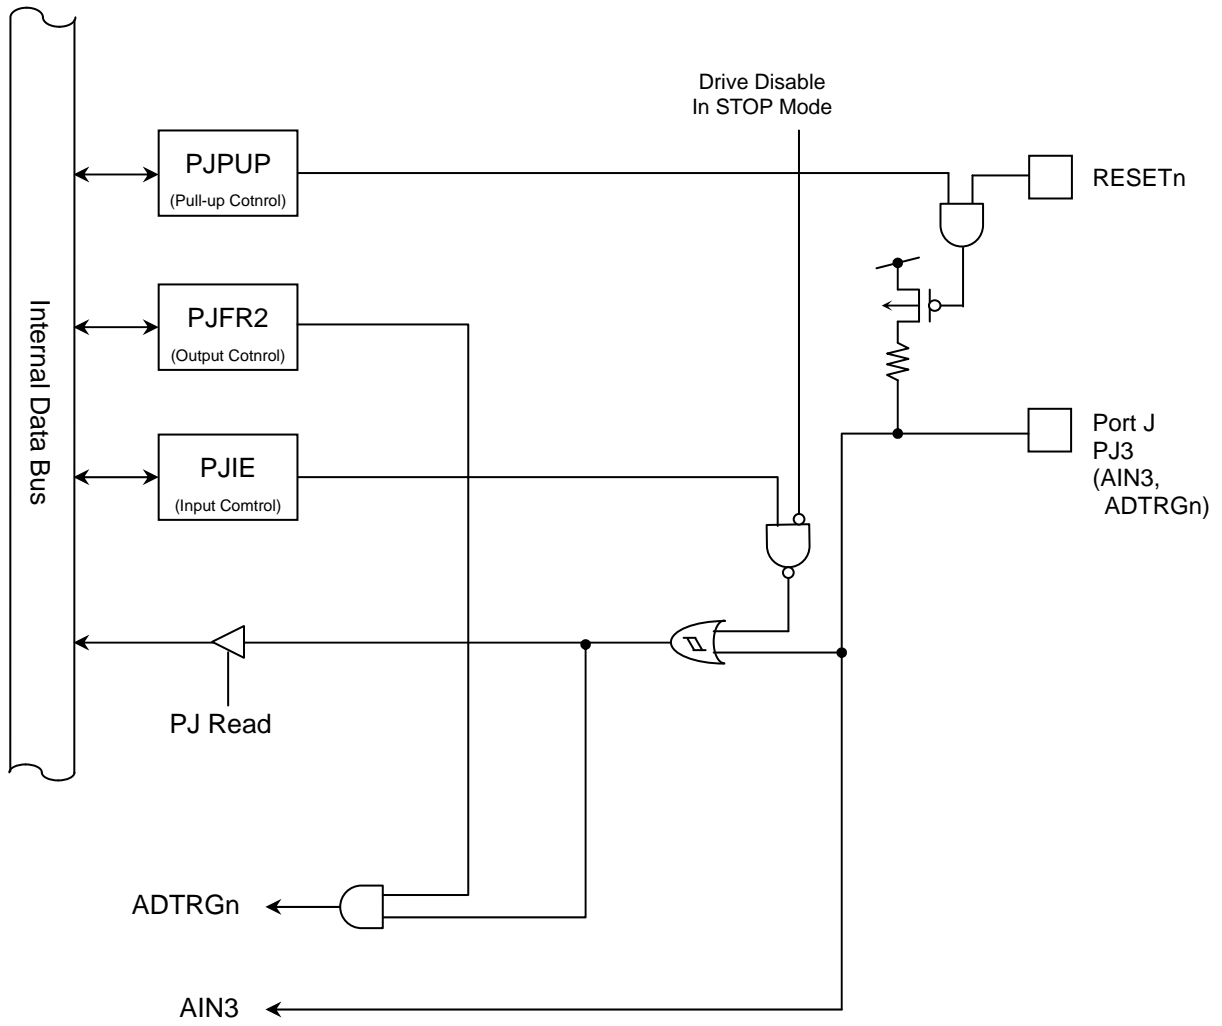 Drive Disable
In STOP Mode
PJPUP
(Pull-up Cotnrol)
RESETn
PJFR2
(Output Cotnrol)
Internal Data Bus
Port J
PJ3
(AIN3,
ADTRGn)
PJIE
(Input Comtrol)
PJ Read
ADTRGn
AIN3